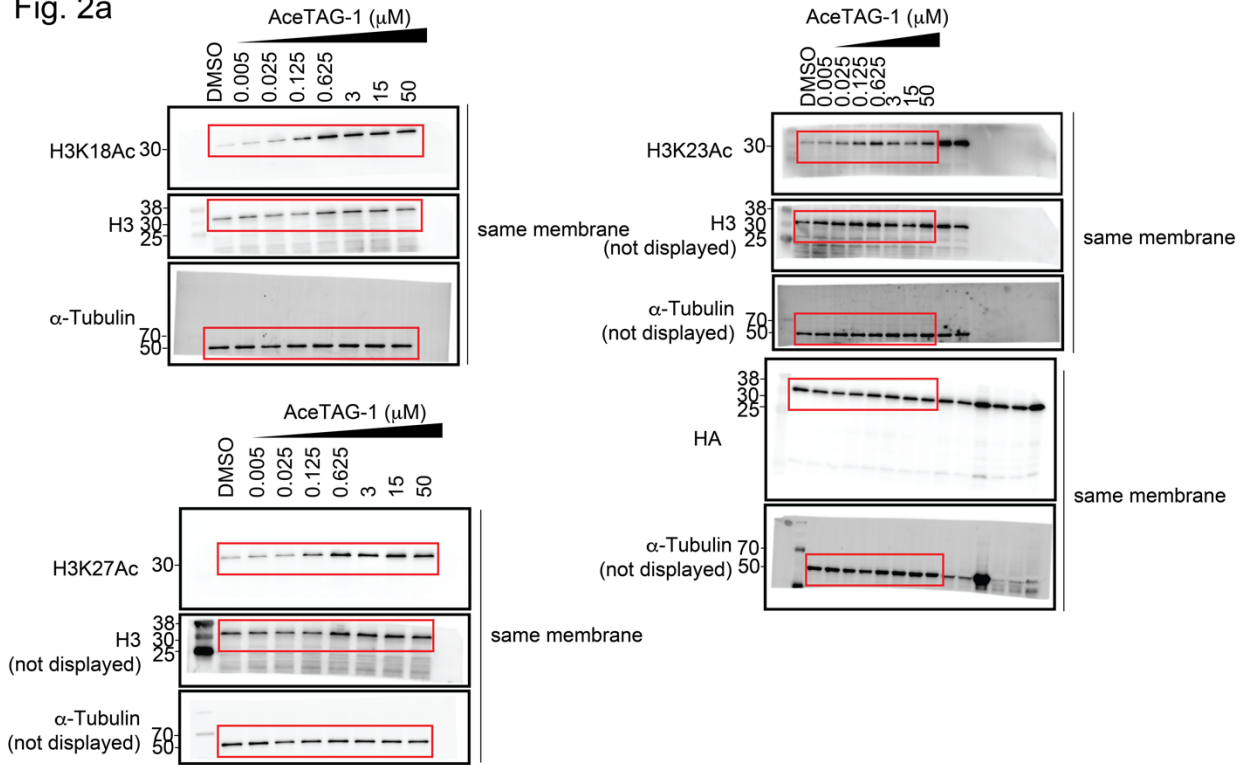 Fig. 2a
AceTAG-1 (μM)
DMSO
0.005
0.025
0.125
0.625
3
15
50
H3K18Ac
30-
H3
38-
30-
25-
α-Tubulin
70-
50-
same membrane
AceTAG-1 (μM)
DMSO
0.005
0.025
0.125
0.625
3
15
50
H3K27Ac
30-
H3
(not displayed)
38-
30-
25-
α-Tubulin
(not displayed)
70-
50-
same membrane
AceTAG-1 (μM)
DMSO
0.005
0.025
0.125
0.625
3
15
50
H3K23Ac
30-
H3
(not displayed)
38-
30-
25-
α-Tubulin
(not displayed)
70-
50-
same membrane
HA
38-
30-
25-
α-Tubulin
(not displayed)
70-
50-
same membrane